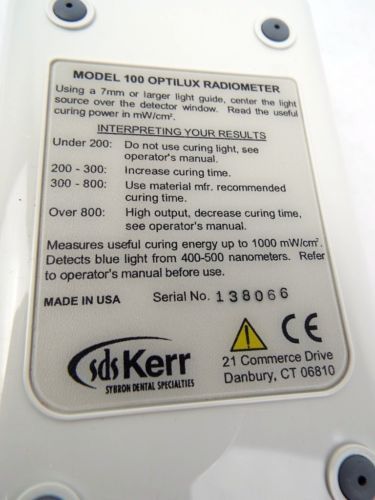 MODEL 100 OPTILUX RADIOMETER
Using a 7mm or larger light guide, center the light
source over the detector window. Read the useful
curing power in mW/cm².
INTERPRETING YOUR RESULTS
Under 200: Do not use curing light, see
operator's manual.
200 - 300: Increase curing time.
300 - 800: Use material mfr. recommended
curing time.
Over 800: High output, decrease curing time,
see operator's manual.
Measures useful curing energy up to 1000 mW/cm².
Detects blue light from 400-500 nanometers. Refer
to operator's manual before use.
MADE IN USA Serial No. 138066
sds Kerr
SYBRON DENTAL SPECIALTIES
CE
21 Commerce Drive
Danbury, CT 06810